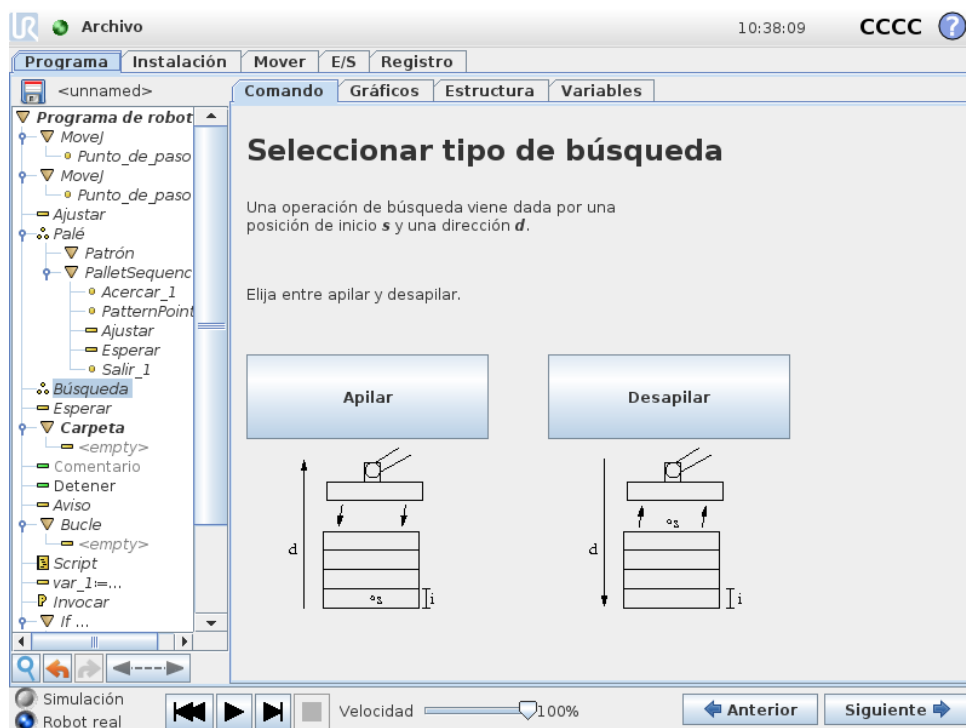 UR Archivo 10:38:09 CCCC ?
Programa Instalación Mover E/S Registro
<unnamed> Comando Gráficos Estructura Variables
Programa de robot
MoveJ
Punto_de_paso
MoveJ
Punto_de_paso
Ajustar
Palé
Patrón
PalletSequenc
Acercar_1
PatternPoint
Ajustar
Esperar
Salir_1
Búsqueda
Esperar
Carpeta
<empty>
Comentario
Detener
Aviso
Bucle
<empty>
Script
var_1:=...
Invocar
If ...
Seleccionar tipo de búsqueda
Una operación de búsqueda viene dada por una
posición de inicio s y una dirección d.
Elija entre apilar y desapilar.
Apilar Desapilar
d s i d s i
Simulación
Robot real
Velocidad 100% Anterior Siguiente